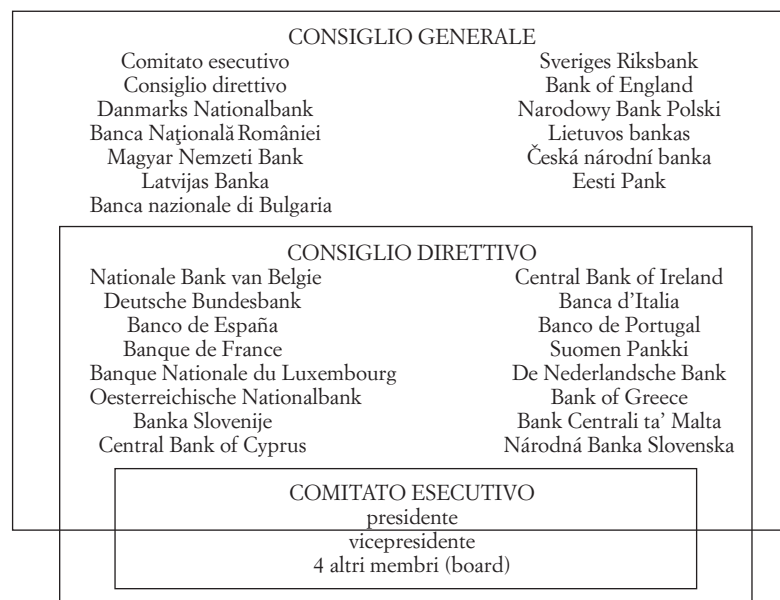 CONSIGLIO GENERALE
Comitato esecutivo
Consiglio direttivo
Danmarks Nationalbank
Banca Naţională României
Magyar Nemzeti Bank
Latvijas Banka
Banca nazionale di Bulgaria
Sveriges Riksbank
Bank of England
Narodowy Bank Polski
Lietuvos bankas
Česká národní banka
Eesti Pank
CONSIGLIO DIRETTIVO
Nationale Bank van Belgie
Deutsche Bundesbank
Banco de España
Banque de France
Banque Nationale du Luxembourg
Oesterreichische Nationalbank
Banka Slovenije
Central Bank of Cyprus
Central Bank of Ireland
Banca d'Italia
Banco de Portugal
Suomen Pankki
De Nederlandsche Bank
Bank of Greece
Bank Centrali ta' Malta
Národná Banka Slovenska
COMITATO ESECUTIVO
presidente
vicepresidente
4 altri membri (board)